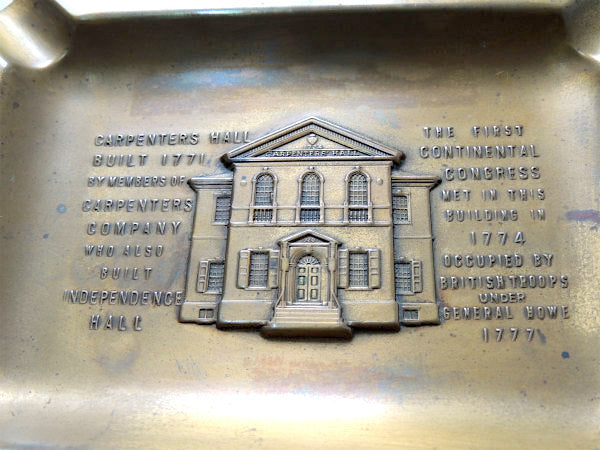 CARPENTERS HALL
BUILT 1771,
BY MEMBERS OF
CARPENTERS
COMPANY
WHO ALSO
BUILT
INDEPENDENCE
HALL
CARPENTERS HALL
THE FIRST
CONTINENTAL
CONGRESS
MET IN THIS
BUILDING IN
1774
OCCUPIED BY
BRITISH TROOPS
UNDER
GENERAL HOWE
1777